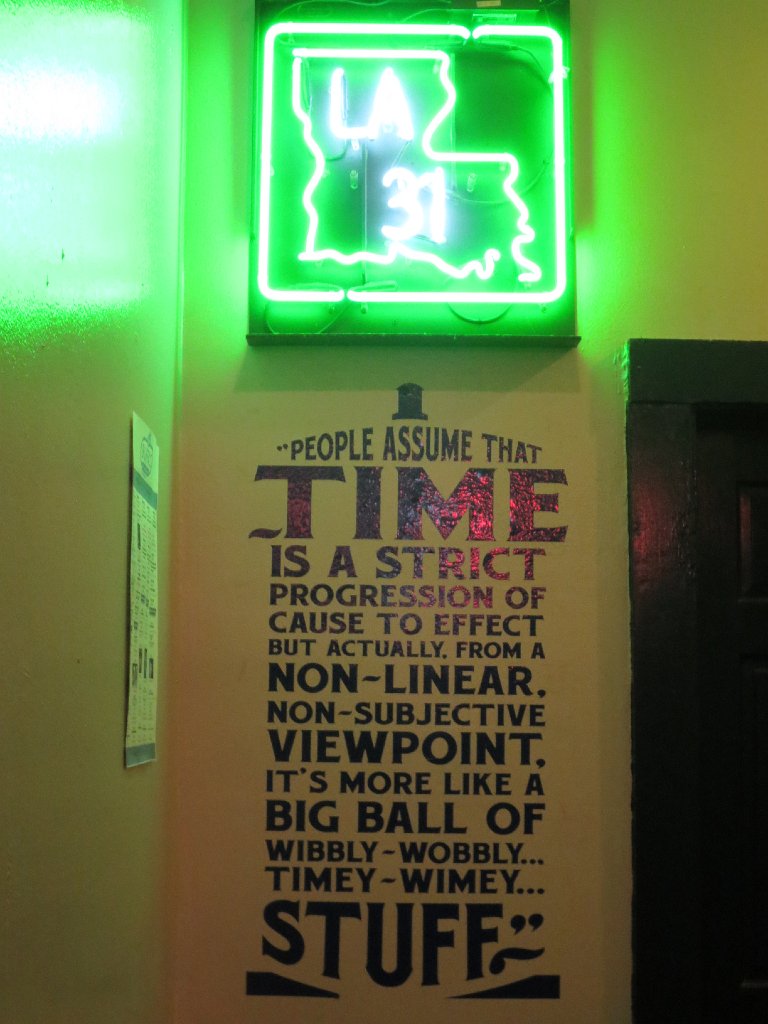 LA
31
"PEOPLE ASSUME THAT
TIME
IS A STRICT
PROGRESSION OF
CAUSE TO EFFECT
BUT ACTUALLY, FROM A
NON-LINEAR,
NON-SUBJECTIVE
VIEWPOINT,
IT'S MORE LIKE A
BIG BALL OF
WIBBLY-WOBBLY...
TIMEY-WIMEY...
STUFF"